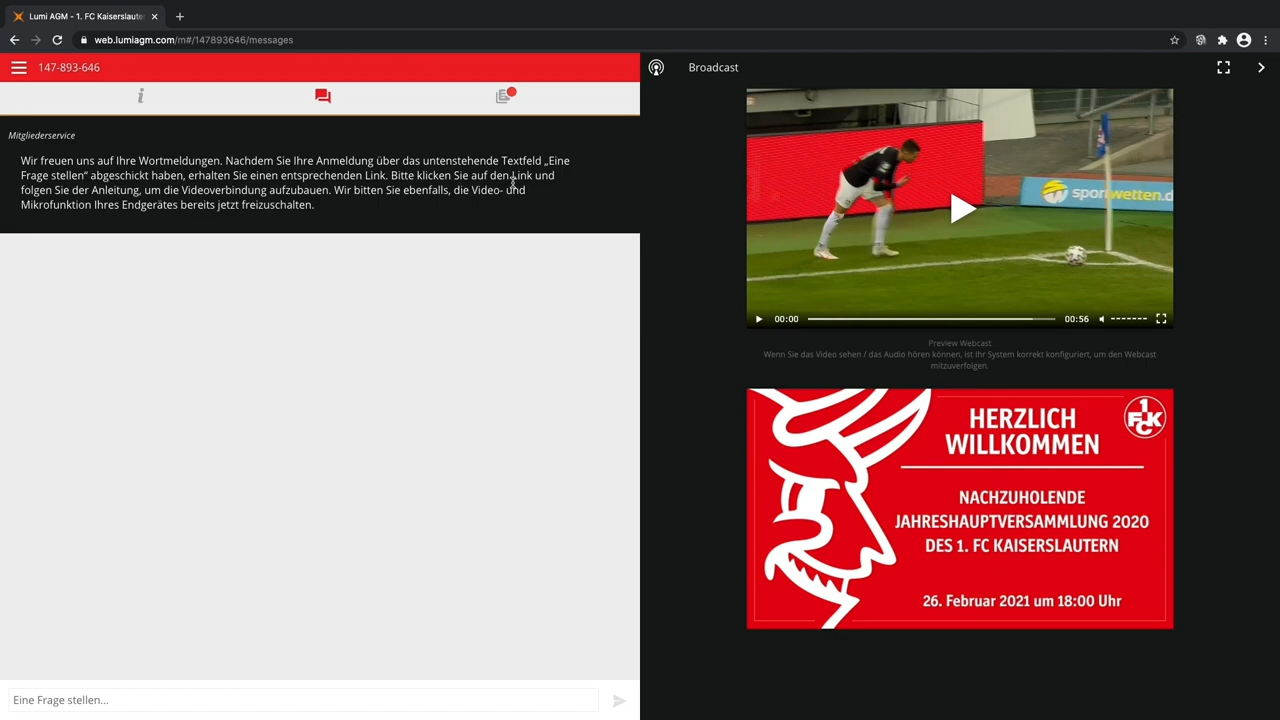 Lumi AGM - 1. FC Kaiserslauter
web.lumiagm.com/m#/147893646/messages
147-893-646
Mitgliederservice
Wir freuen uns auf Ihre Wortmeldungen. Nachdem Sie Ihre Anmeldung über das untenstehende Textfeld „Eine
Frage stellen“ abgeschickt haben, erhalten Sie einen entsprechenden Link. Bitte klicken Sie auf den Link und
folgen Sie der Anleitung, um die Videoverbindung aufzubauen. Wir bitten Sie ebenfalls, die Video- und
Mikrofunktion Ihres Endgerätes bereits jetzt freizuschalten.
Eine Frage stellen...
Broadcast
sportwetten.d
00:00
00:56
Preview Webcast
Wenn Sie das Video sehen / das Audio hören können, ist Ihr System korrekt konfiguriert, um den Webcast
mitzuverfolgen.
1
FCK
HERZLICH
WILLKOMMEN
NACHZUHOLENDE
JAHRESHAUPTVERSAMMLUNG 2020
DES 1. FC KAISERSLAUTERN
26. Februar 2021 um 18:00 Uhr